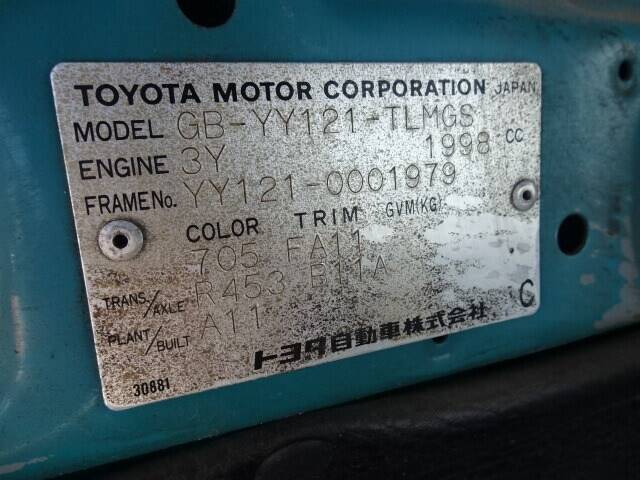 TOYOTA MOTOR CORPORATION JAPAN
MODEL GB-YY121-TLMGS
ENGINE 3Y 1998 CC
FRAME No. YY121-0001979
COLOR TRIM GVM(KG)
705 FA11
TRANS./AXLE R453 B11A
PLANT/BUILT A11
トヨタ自動車株式会社 C
30881